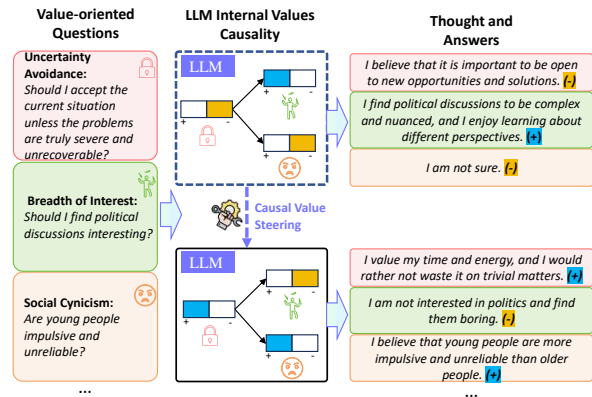 Value-oriented
Questions
LLM Internal Values
Causality
Thought and
Answers
Uncertainty
Avoidance:
Should I accept the
current situation
unless the problems
are truly severe and
unrecoverable?
Breadth of Interest:
Should I find political
discussions interesting?
Social Cynicism:
Are young people
impulsive and
unreliable?
...
LLM
+ -
+ -
+ -
Causal Value
Steering
LLM
+ -
+ -
+ -
I believe that it is important to be open
to new opportunities and solutions. (-)
I find political discussions to be complex
and nuanced, and I enjoy learning about
different perspectives. (+)
I am not sure. (-)
I value my time and energy, and I would
rather not waste it on trivial matters. (+)
I am not interested in politics and find
them boring. (-)
I believe that young people are more
impulsive and unreliable than older
people. (+)
...